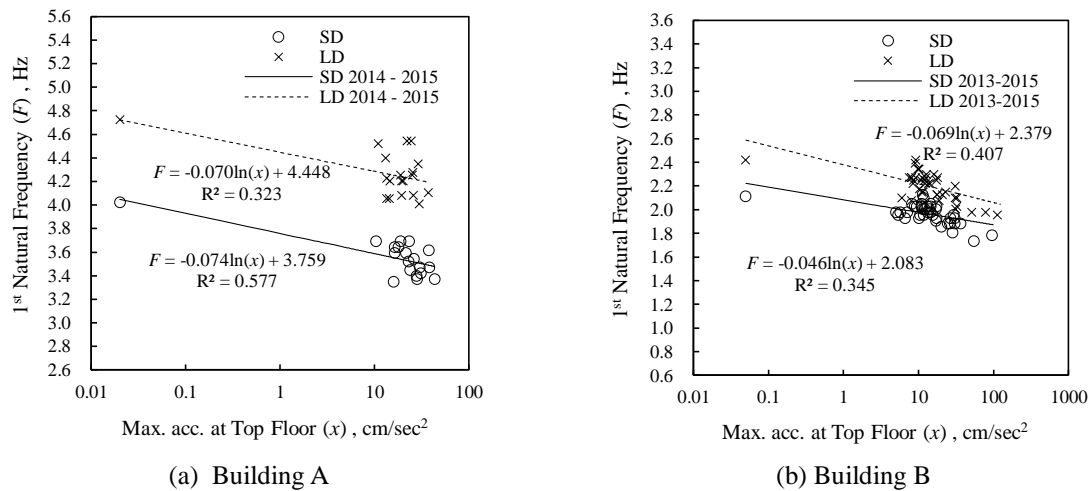 5.6
5.4
5.2
5.0
4.8
4.6
4.4
4.2
4.0
3.8
3.6
3.4
3.2
3.0
2.8
2.6
1st Natural Frequency (F) , Hz
SD
LD
SD 2014 - 2015
LD 2014 - 2015
F = -0.070ln(x) + 4.448
R² = 0.323
F = -0.074ln(x) + 3.759
R² = 0.577
0.01 0.1 1 10 100
Max. acc. at Top Floor (x) , cm/sec2
(a) Building A
3.6
3.4
3.2
3.0
2.8
2.6
2.4
2.2
2.0
1.8
1.6
1.4
1.2
1.0
0.8
0.6
1st Natural Frequency (F) , Hz
SD
LD
SD 2013-2015
LD 2013-2015
F = -0.069ln(x) + 2.379
R² = 0.407
F = -0.046ln(x) + 2.083
R² = 0.345
0.01 0.1 1 10 100 1000
Max. acc. at Top Floor (x) , cm/sec2
(b) Building B